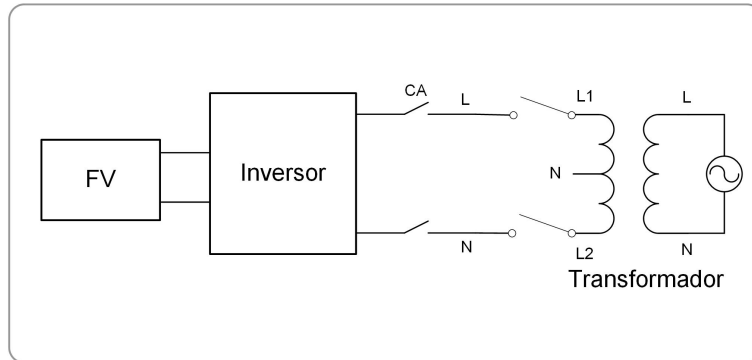 CA
L
L1
L
FV
Inversor
N
N
L2
N
Transformador